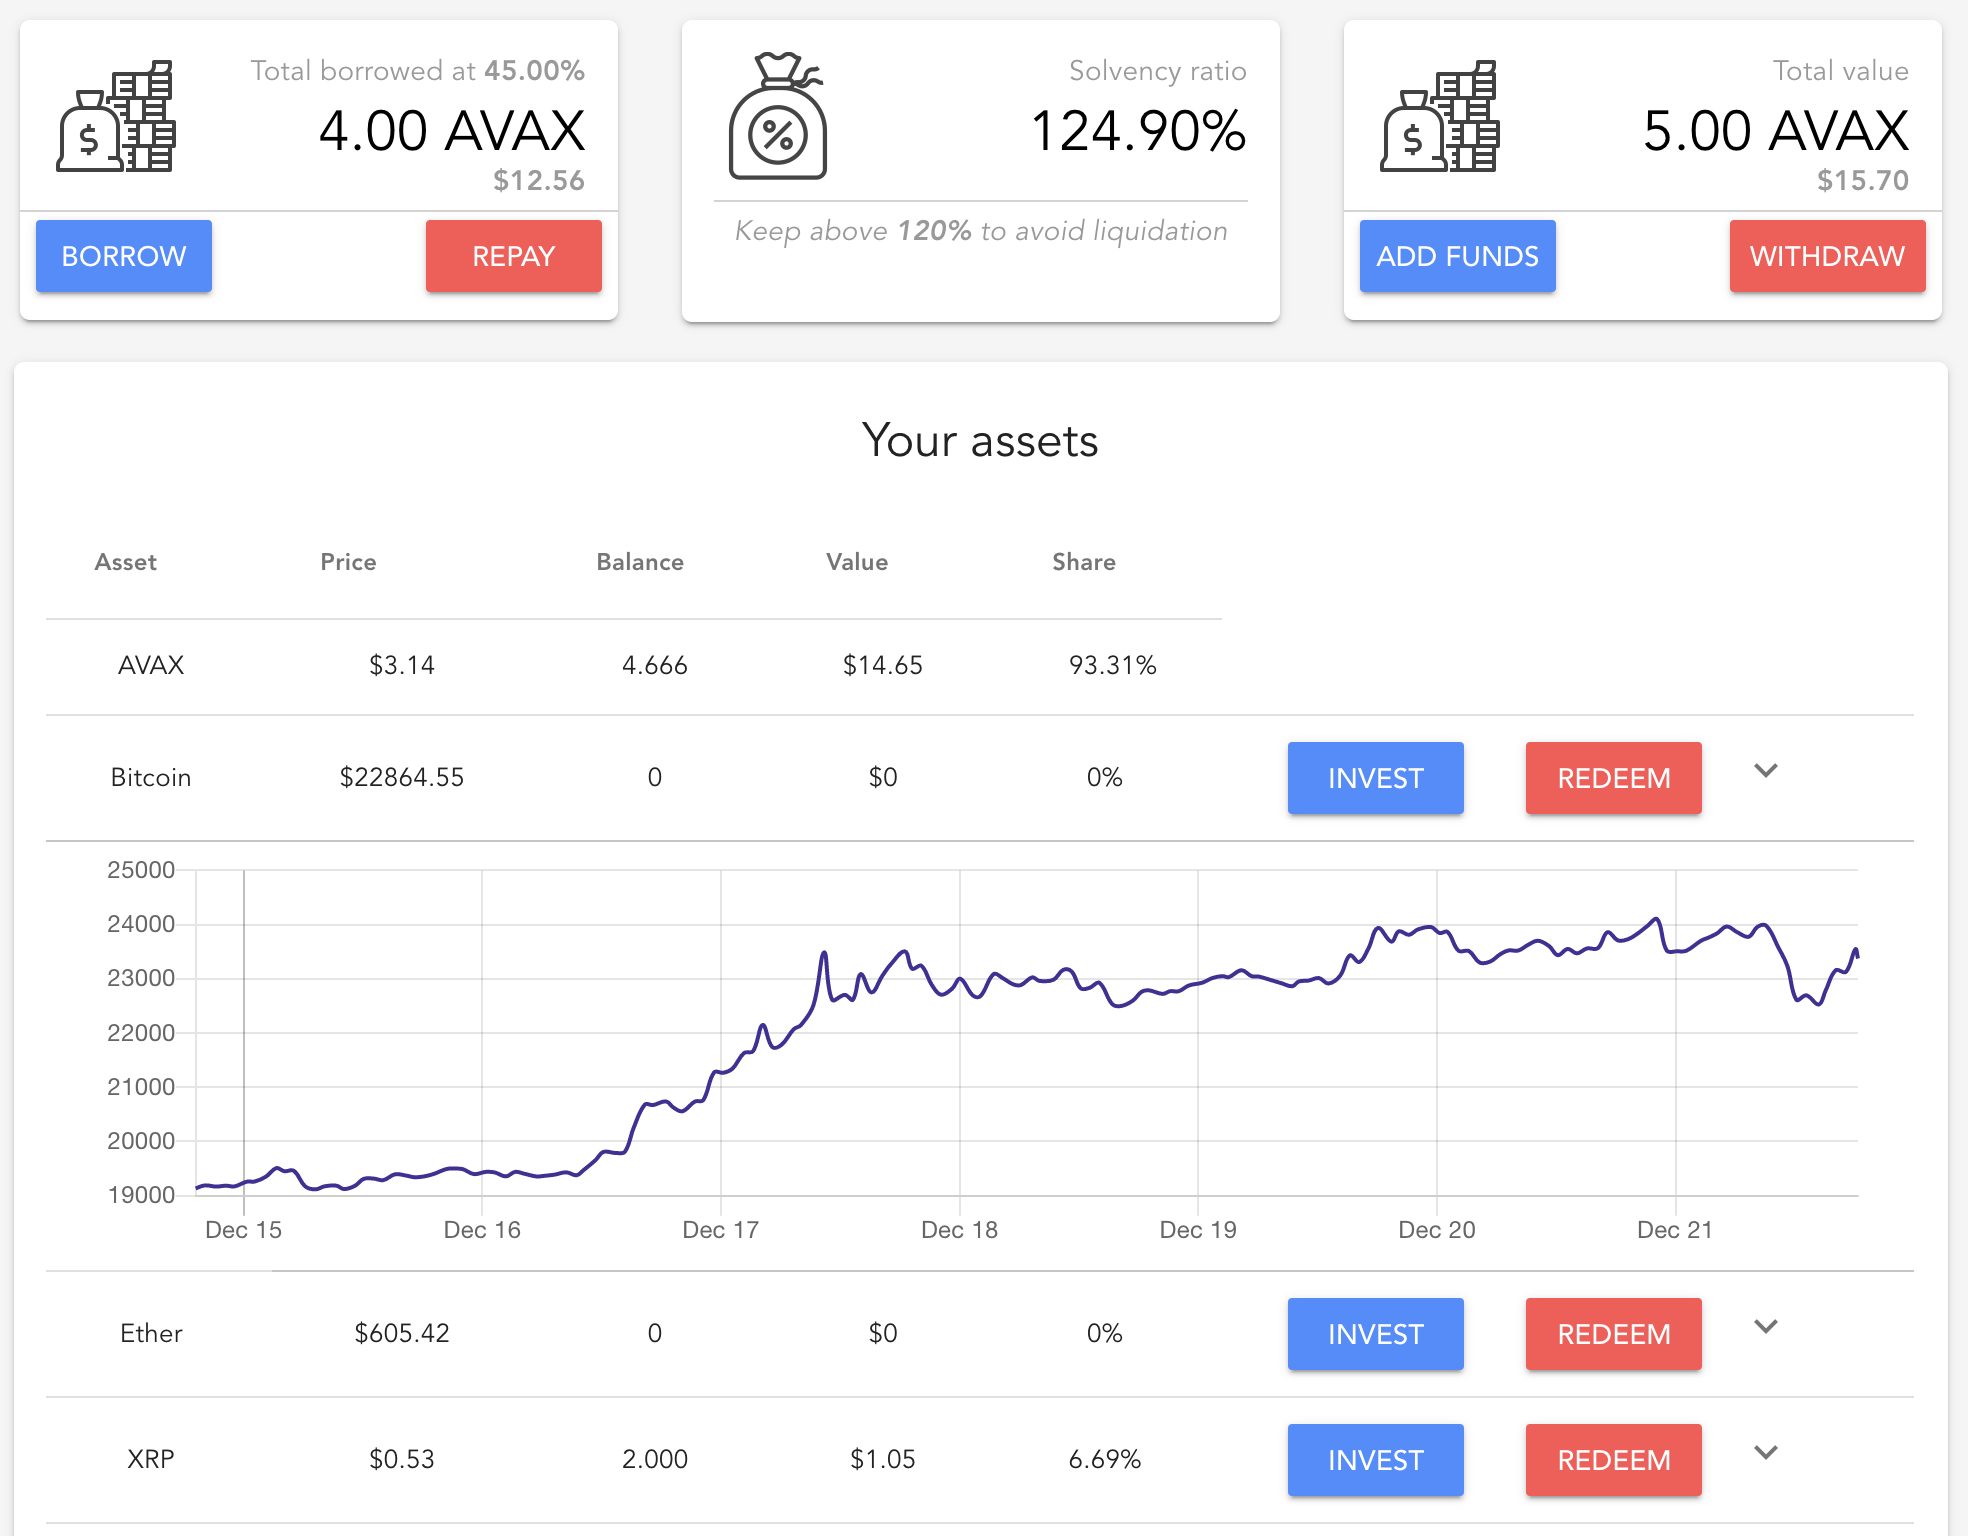 Total borrowed at 45.00%
4.00 AVAX
$12.56
BORROW REPAY
Solvency ratio
124.90%
Keep above 120% to avoid liquidation
Total value
5.00 AVAX
$15.70
ADD FUNDS WITHDRAW
Your assets
Asset Price Balance Value Share
AVAX $3.14 4.666 $14.65 93.31%
Bitcoin $22864.55 0 $0 0% INVEST REDEEM
25000
24000
23000
22000
21000
20000
19000
Dec 15 Dec 16 Dec 17 Dec 18 Dec 19 Dec 20 Dec 21
Ether $605.42 0 $0 0% INVEST REDEEM
XRP $0.53 2.000 $1.05 6.69% INVEST REDEEM